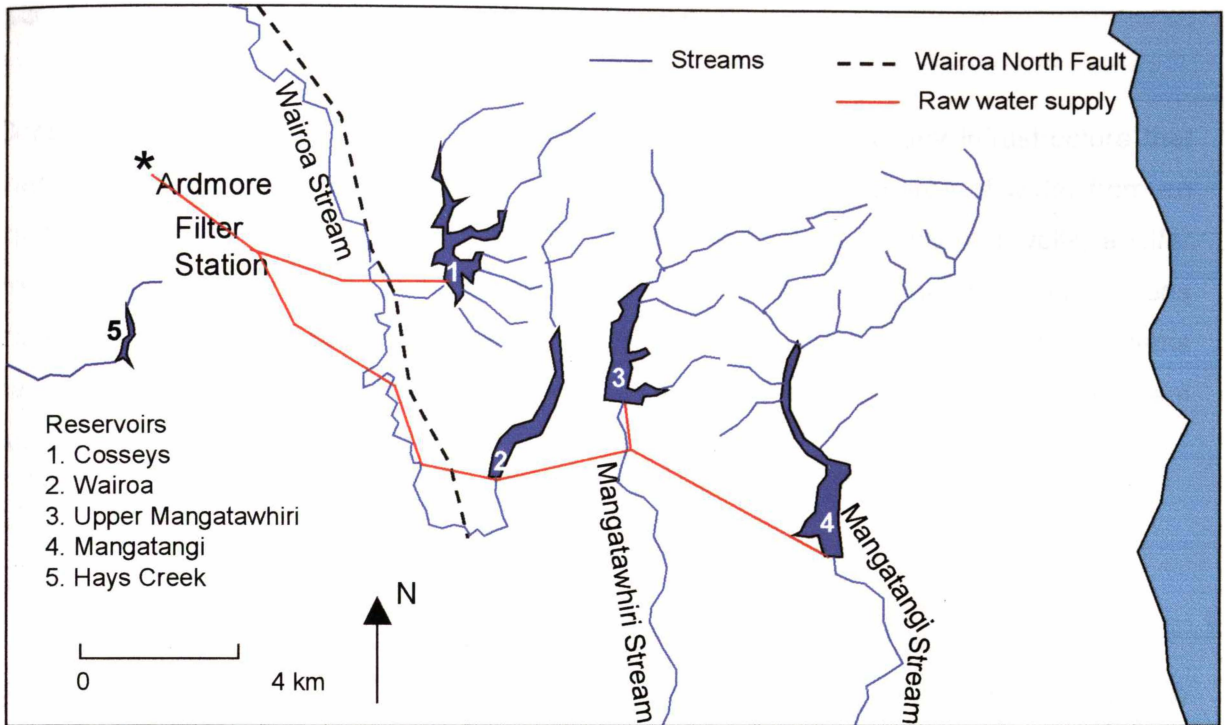 Streams
Wairoa North Fault
Raw water supply
Wairoa Stream
*
Ardmore
Filter
Station
1
5
3
2
4
Reservoirs
1. Cosseys
2. Wairoa
3. Upper Mangatawhiri
4. Mangatangi
5. Hays Creek
Mangatawhiri Stream
Mangatangi Stream
N
0 4 km